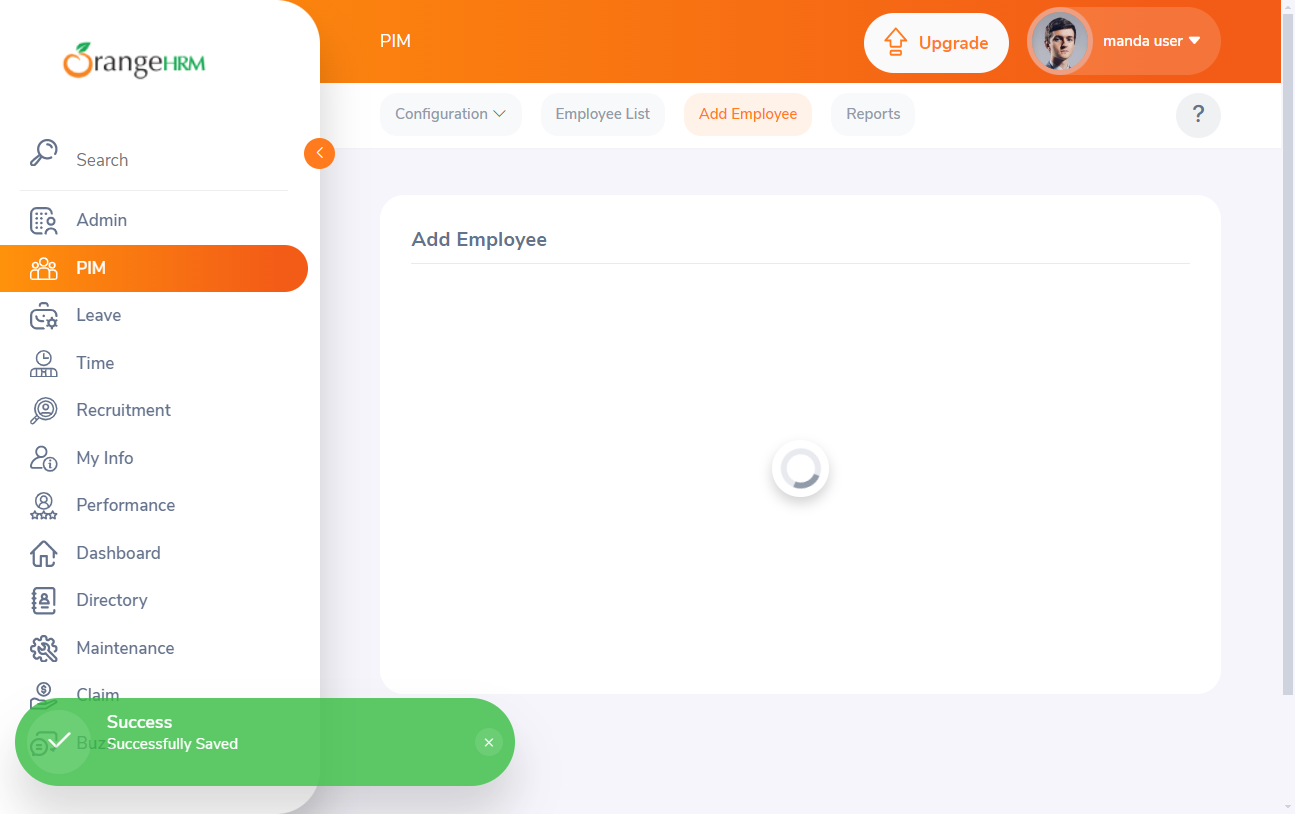 OrangeHRM
PIM
Upgrade
manda user
Configuration
Employee List
Add Employee
Reports
?
Search
Admin
PIM
Leave
Time
Recruitment
My Info
Performance
Dashboard
Directory
Maintenance
Claim
Buz
Add Employee
Success
Successfully Saved